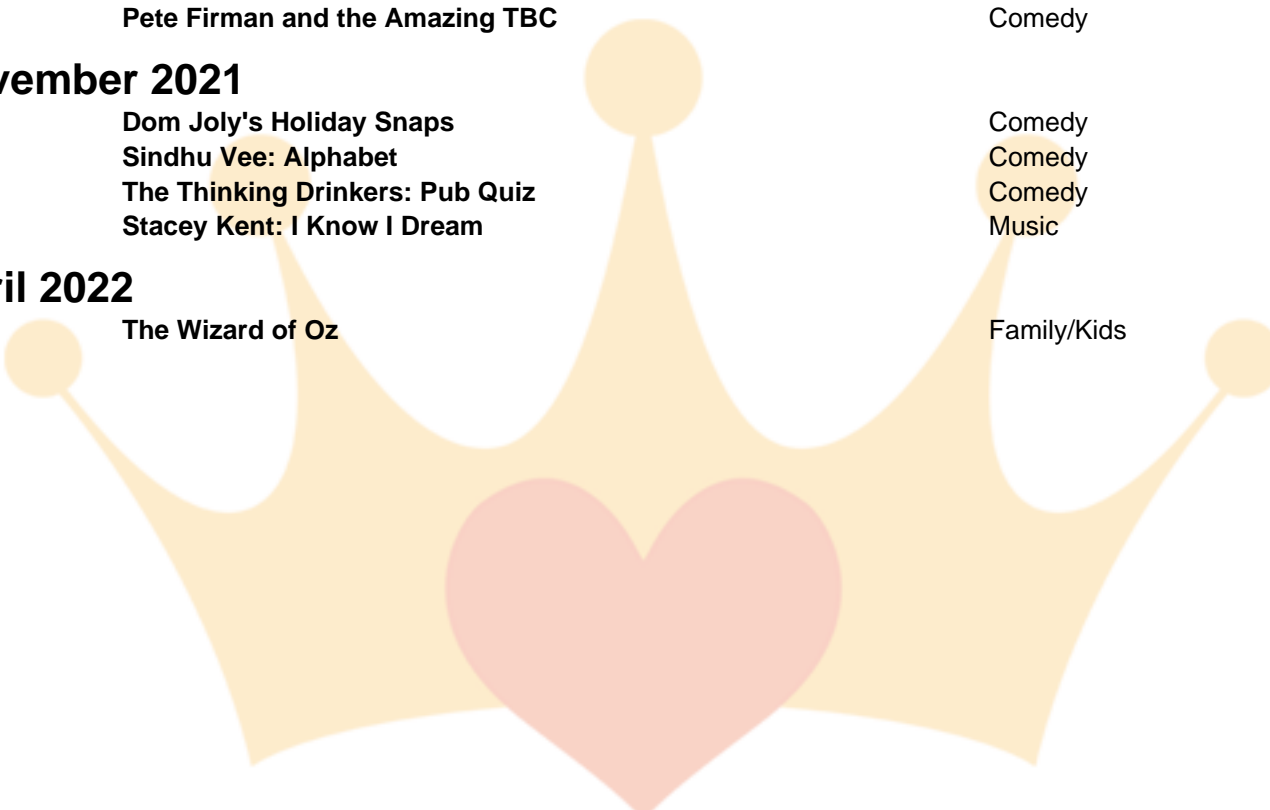 Pete Firman and the Amazing TBC Comedy
vember 2021
Dom Joly's Holiday Snaps Comedy
Sindhu Vee: Alphabet Comedy
The Thinking Drinkers: Pub Quiz Comedy
Stacey Kent: I Know I Dream Music
ril 2022
The Wizard of Oz Family/Kids